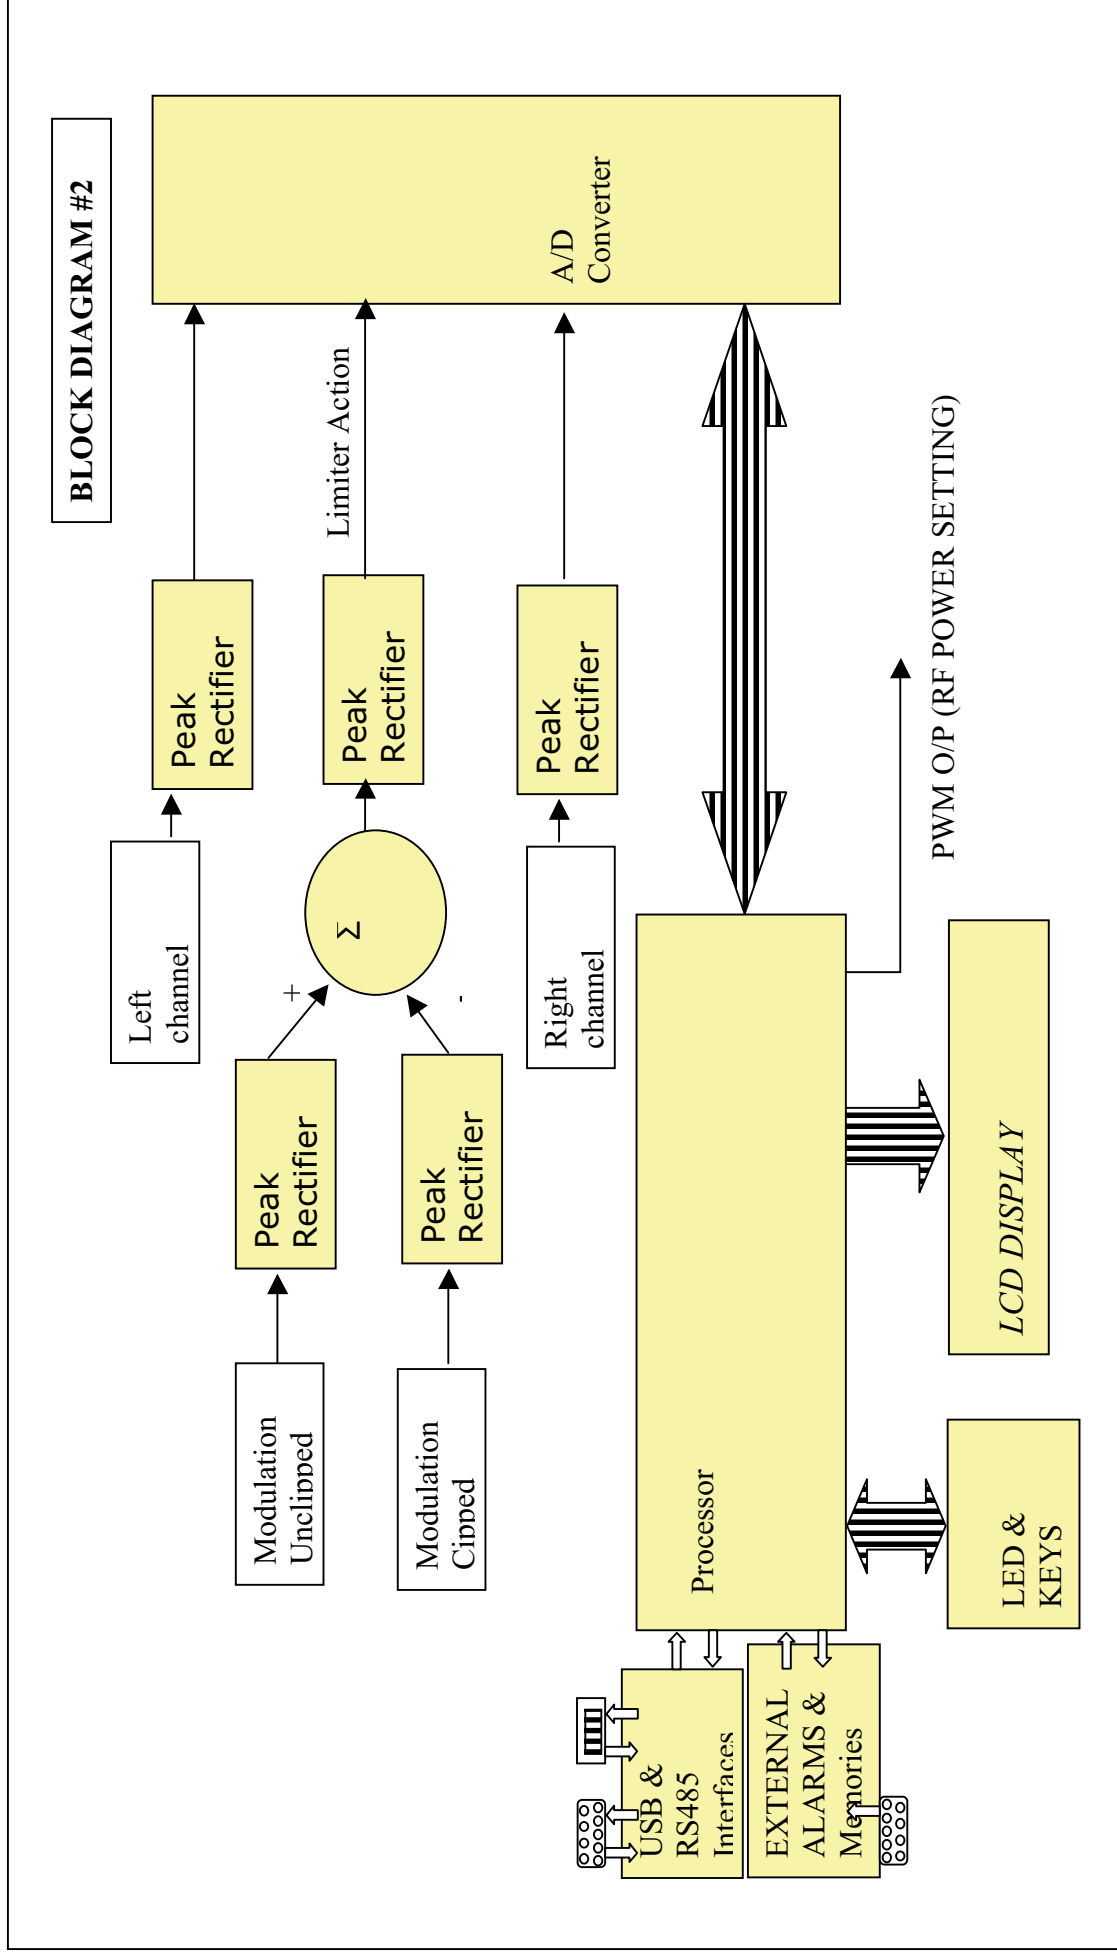 BLOCK DIAGRAM #2
Left
channel
Peak
Rectifier
Modulation
Unclipped
Peak
Rectifier
+
Σ
Peak
Rectifier
Limiter Action
Modulation
Cipped
Peak
Rectifier
-
Right
channel
Peak
Rectifier
A/D
Converter
Processor
PWM O/P (RF POWER SETTING)
USB &
RS485
Interfaces
EXTERNAL
ALARMS &
Memories
LED &
KEYS
LCD DISPLAY